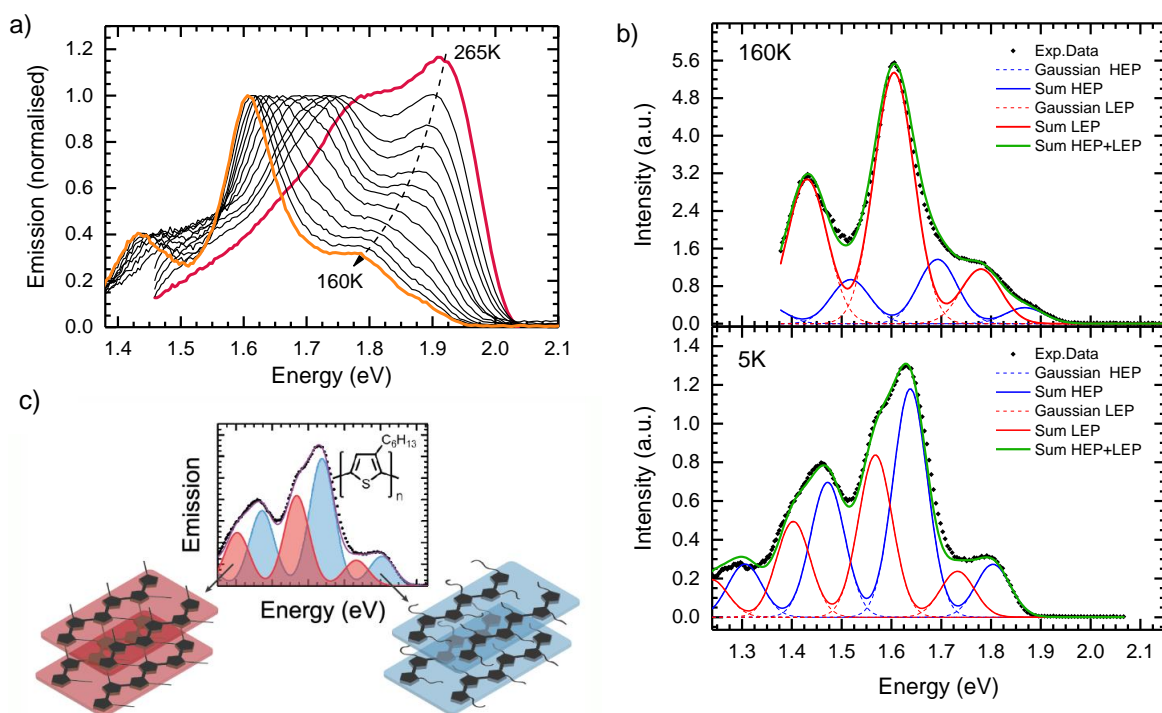 a)
Emission (normalised)
1.2
1.0
0.8
0.6
0.4
0.2
0.0
265K
160K
1.4 1.5 1.6 1.7 1.8 1.9 2.0 2.1
Energy (eV)
b)
160K
Exp.Data
Gaussian HEP
Sum HEP
Gaussian LEP
Sum LEP
Sum HEP+LEP
Intensity (a.u.)
5.6
4.8
3.6
2.4
1.2
0.0
5K
Exp.Data
Gaussian HEP
Sum HEP
Gaussian LEP
Sum LEP
Sum HEP+LEP
Intensity (a.u.)
1.4
1.2
1.0
0.8
0.6
0.4
0.2
0.0
1.3 1.4 1.5 1.6 1.7 1.8 1.9 2.0 2.1
Energy (eV)
c)
Emission
C6H13
S
n
Energy (eV)